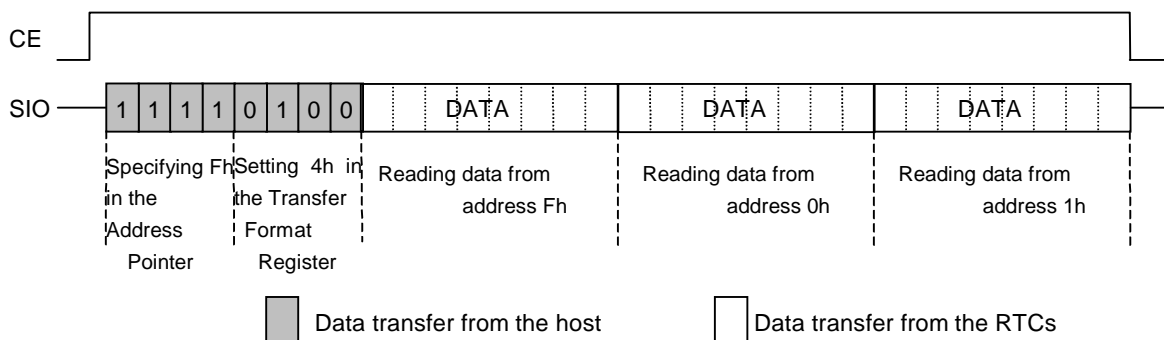 CE
SIO 1 1 1 1 0 1 0 0 DATA DATA DATA
Specifying Fh
in the
Address
Pointer
Setting 4h in
the Transfer
Format
Register
Reading data from
address Fh
Reading data from
address 0h
Reading data from
address 1h
Data transfer from the host
Data transfer from the RTCs